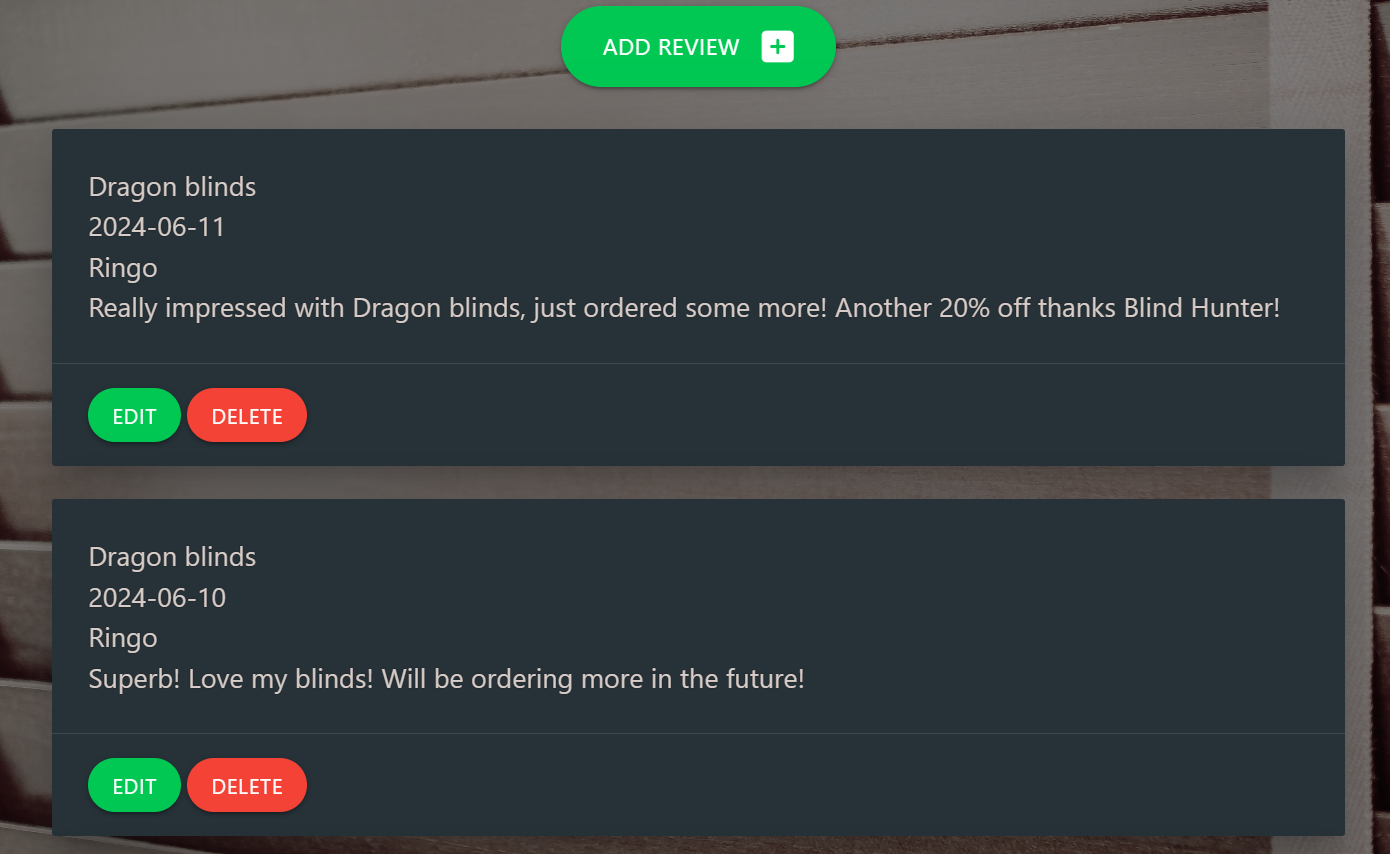 ADD REVIEW
Dragon blinds
2024-06-11
Ringo
Really impressed with Dragon blinds, just ordered some more! Another 20% off thanks Blind Hunter!
EDIT DELETE
Dragon blinds
2024-06-10
Ringo
Superb! Love my blinds! Will be ordering more in the future!
EDIT DELETE